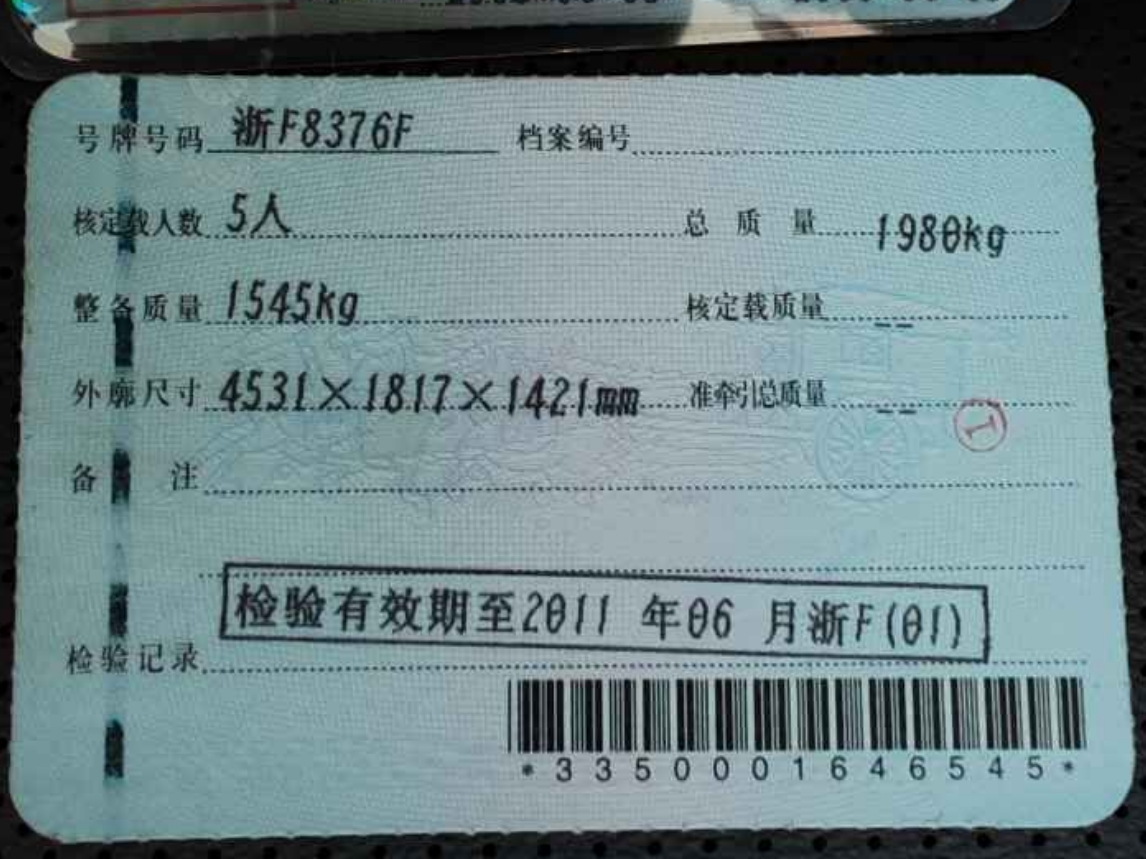 号牌号码 浙F8376F 档案编号
核定载人数 5人 总质量 1980kg
整备质量 1545kg 核定载质量 --
外廓尺寸 4531×1817×1421mm 准牵引总质量 --
备注
检验有效期至2011 年06 月浙F(01)
检验记录
*3350001646545*